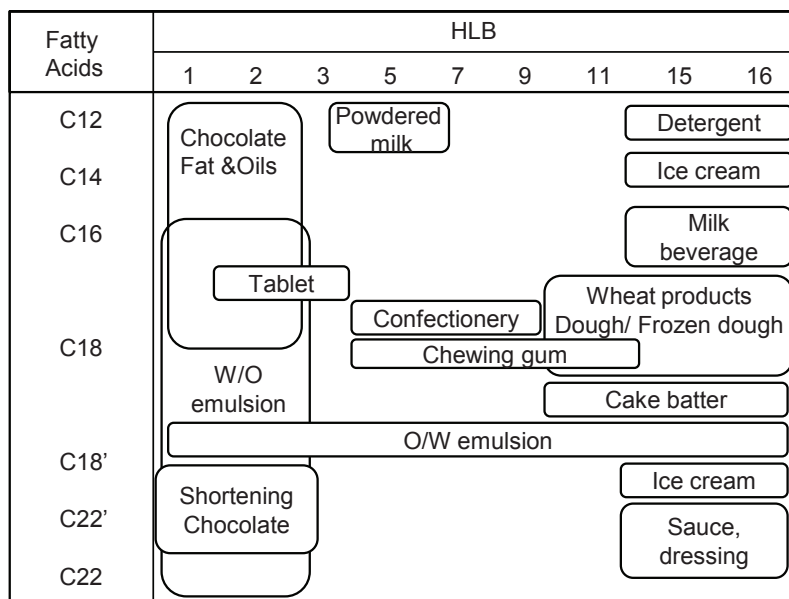 Fatty
Acids
HLB
1 2 3 5 7 9 11 15 16
C12
Chocolate
Fat &Oils
Powdered
milk
Detergent
C14
Ice cream
C16
Milk
beverage
Tablet
Wheat products
Dough/ Frozen dough
Confectionery
C18
Chewing gum
W/O
emulsion
Cake batter
O/W emulsion
C18’
Ice cream
Shortening
Chocolate
C22’
Sauce,
dressing
C22